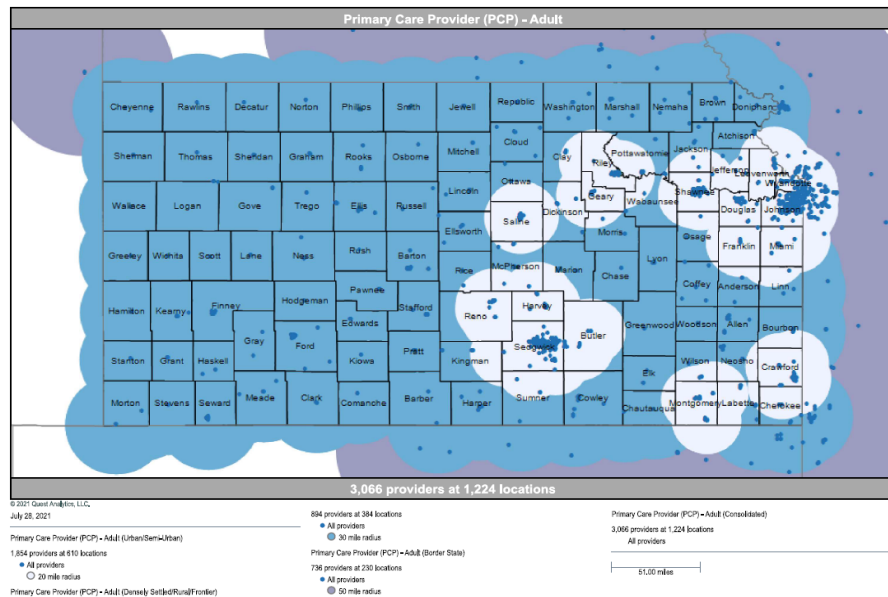 Primary Care Provider (PCP) - Adult
Cheyenne Rawlins Decatur Norton Phillips Smith Jewell Republic Washington Marshall Nemaha Brown Doniphan
Atchison
Sherman Thomas Sheridan Graham Rooks Osborne Mitchell Cloud Clay Riley Pottawatomie Jackson Jefferson Leavenworth Wyandotte
Wallace Logan Gove Trego Ellis Russell Lincoln Ottawa Saline Dickinson Geary Wabaunsee Shawnee Douglas Johnson
Greeley Wichita Scott Lane Ness Rush Barton Ellsworth Morris Osage Franklin Miami
Rice McPherson Marion Chase Lyon Coffey Anderson Linn
Hamilton Kearny Finney Hodgeman Pawnee Stafford Reno Harvey
Gray Ford Edwards Sedgwick Butler Greenwood Woodson Allen Bourbon
Stanton Grant Haskell Kiowa Pratt Kingman Elk Wilson Neosho Crawford
Morton Stevens Seward Meade Clark Comanche Barber Harper Sumner Cowley Chautauqua Montgomery Labette Cherokee
3,066 providers at 1,224 locations
© 2021 Quest Analytics, LLC.
July 28, 2021
Primary Care Provider (PCP) - Adult (Urban/Semi-Urban)
1,854 providers at 610 locations
All providers
20 mile radius
Primary Care Provider (PCP) - Adult (Densely Settled/Rural/Frontier)
894 providers at 384 locations
All providers
30 mile radius
Primary Care Provider (PCP) - Adult (Border State)
736 providers at 230 locations
All providers
50 mile radius
Primary Care Provider (PCP) - Adult (Consolidated)
3,066 providers at 1,224 locations
All providers
51.00 miles